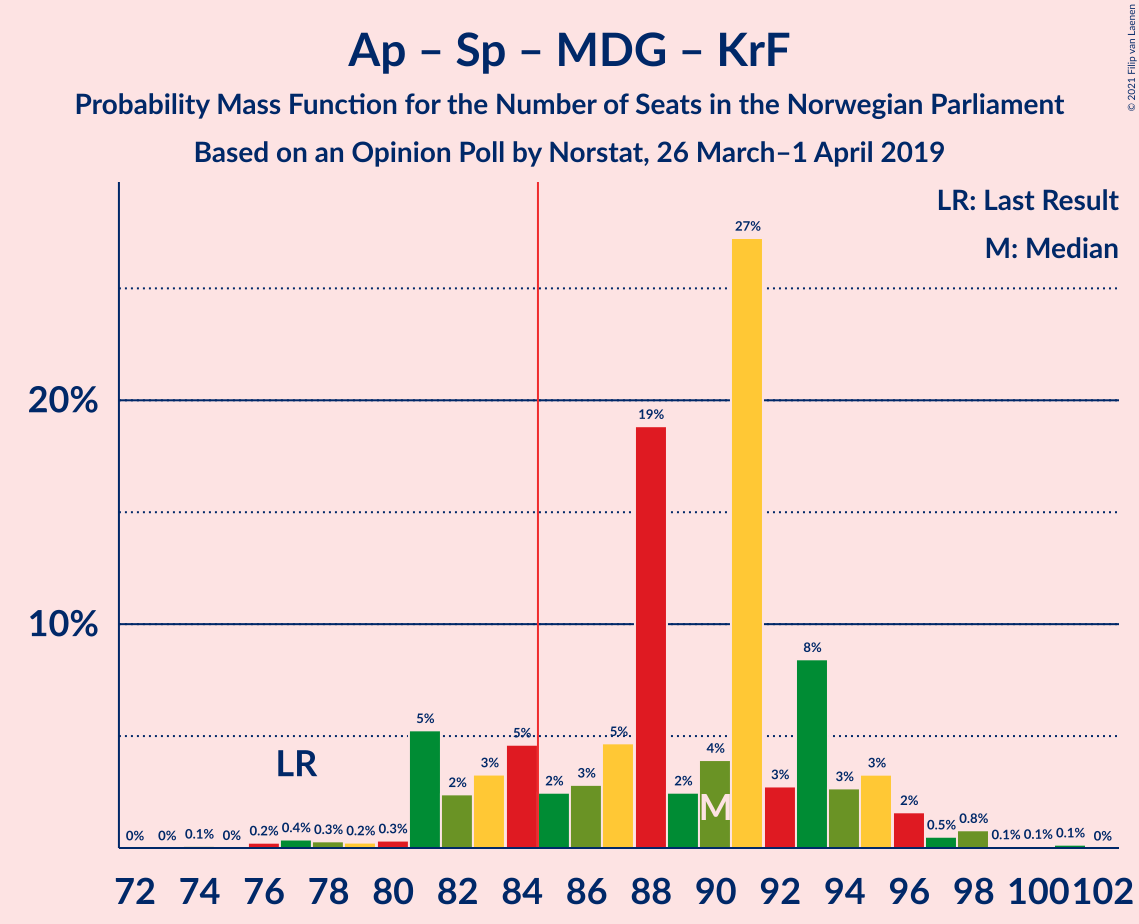 Ap – Sp – MDG – KrF
Probability Mass Function for the Number of Seats in the Norwegian Parliament
Based on an Opinion Poll by Norstat, 26 March–1 April 2019
© 2021 Filip van Laenen
LR: Last Result
M: Median
20%
10%
LR
M
0% 0% 0.1% 0% 0.2% 0.4% 0.3% 0.2% 0.3% 5% 2% 3% 5% 2% 3% 5% 19% 2% 4% 27% 3% 8% 3% 3% 2% 0.5% 0.8% 0.1% 0.1% 0.1% 0%
72 74 76 78 80 82 84 86 88 90 92 94 96 98 100 102